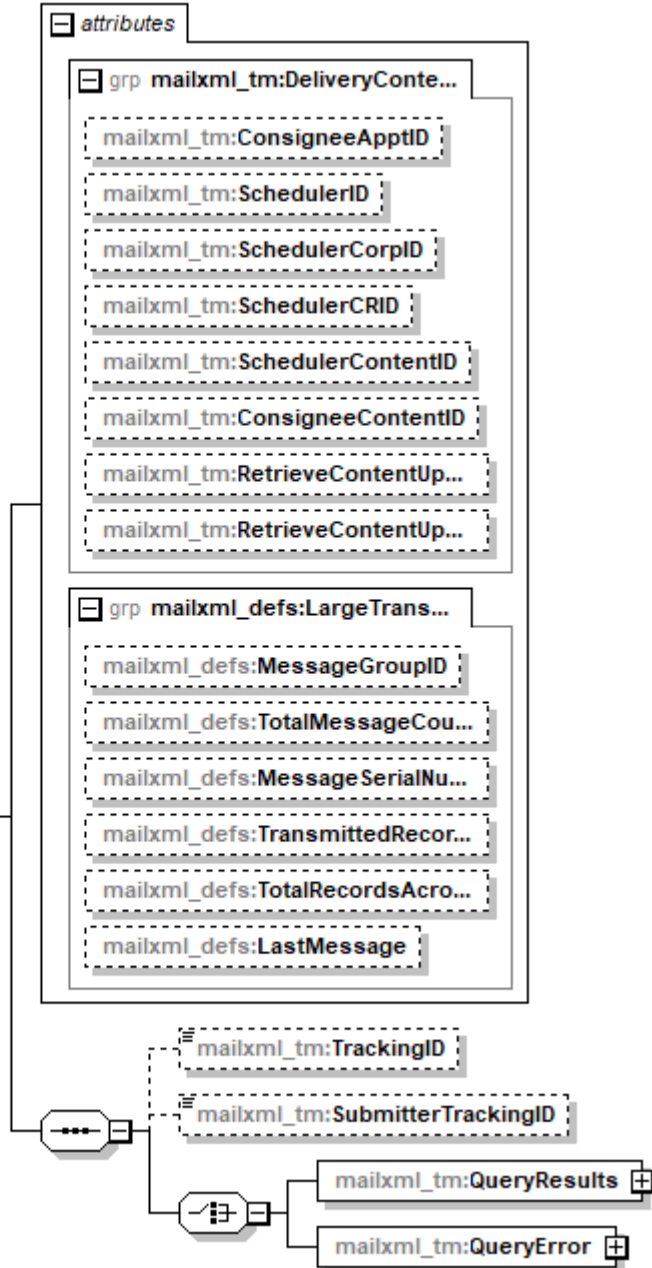 attributes
grp mailxml_tm:DeliveryConte...
mailxml_tm:ConsigneeApptID
mailxml_tm:SchedulerID
mailxml_tm:SchedulerCorpID
mailxml_tm:SchedulerCRID
mailxml_tm:SchedulerContentID
mailxml_tm:ConsigneeContentID
mailxml_tm:RetrieveContentUp...
mailxml_tm:RetrieveContentUp...
grp mailxml_defs:LargeTrans...
mailxml_defs:MessageGroupID
mailxml_defs:TotalMessageCou...
mailxml_defs:MessageSerialNu...
mailxml_defs:TransmittedRecor...
mailxml_defs:TotalRecordsAcro...
mailxml_defs:LastMessage
mailxml_tm:TrackingID
mailxml_tm:SubmitterTrackingID
mailxml_tm:QueryResults
mailxml_tm:QueryError